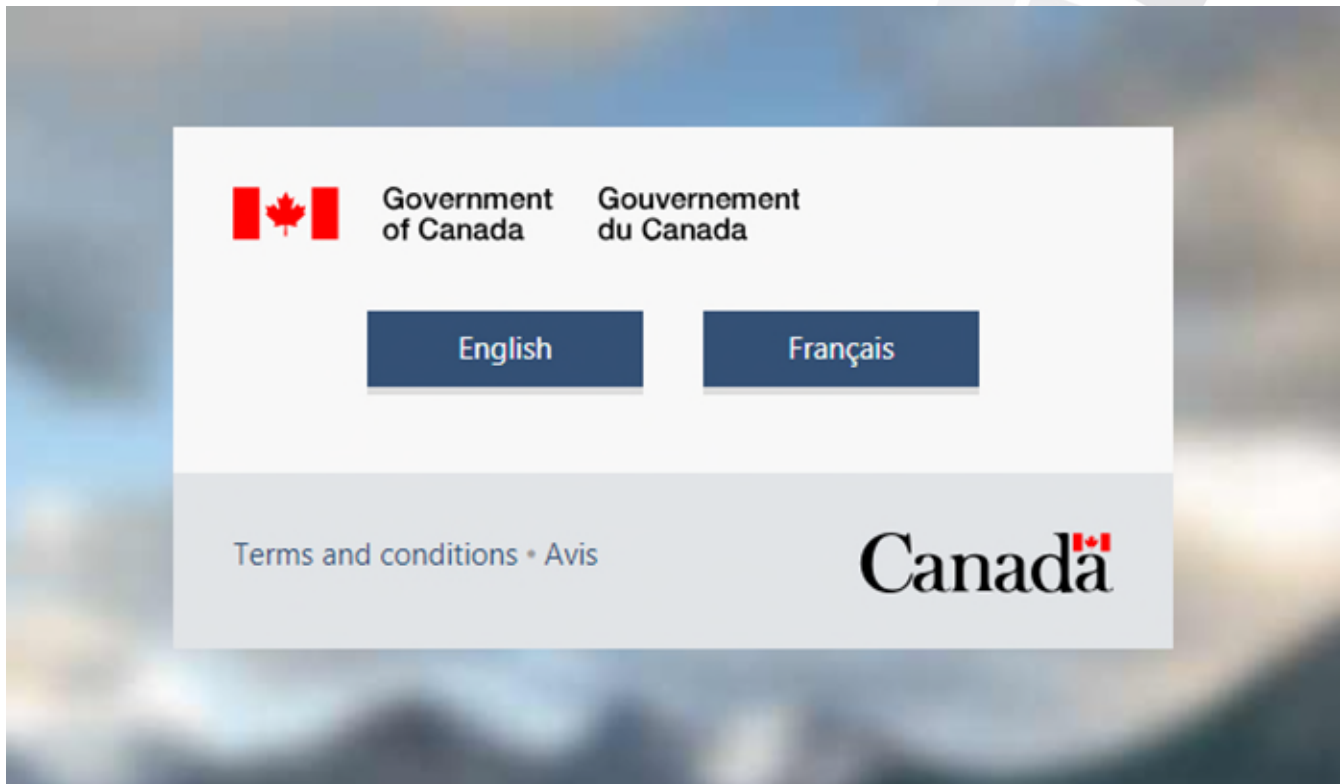 Government of Canada
Gouvernement du Canada
English
Français
Terms and conditions • Avis
Canada